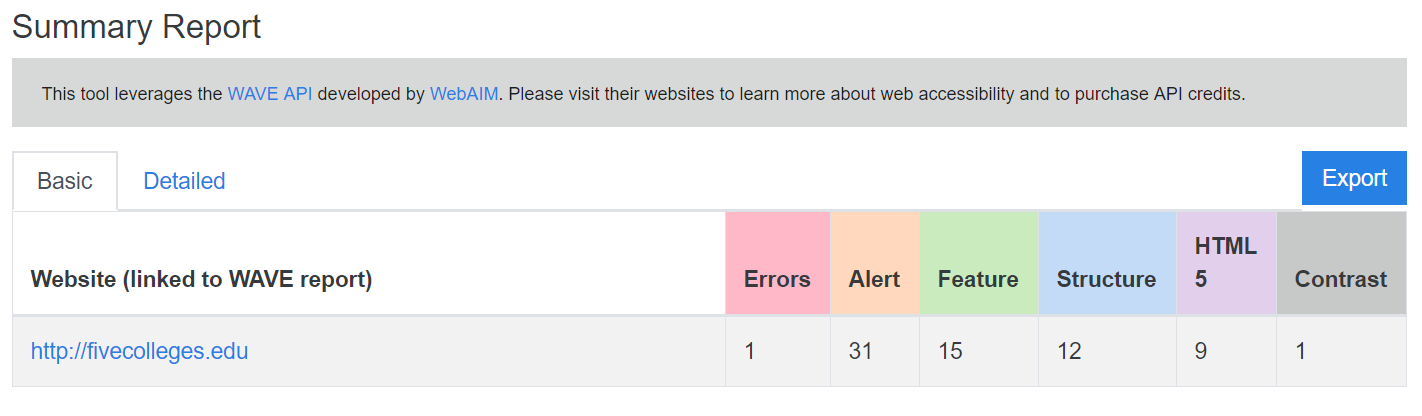 Summary Report
This tool leverages the WAVE API developed by WebAIM. Please visit their websites to learn more about web accessibility and to purchase API credits.
Basic Detailed Export
Website (linked to WAVE report) Errors Alert Feature Structure HTML 5 Contrast
http://fivecolleges.edu 1 31 15 12 9 1